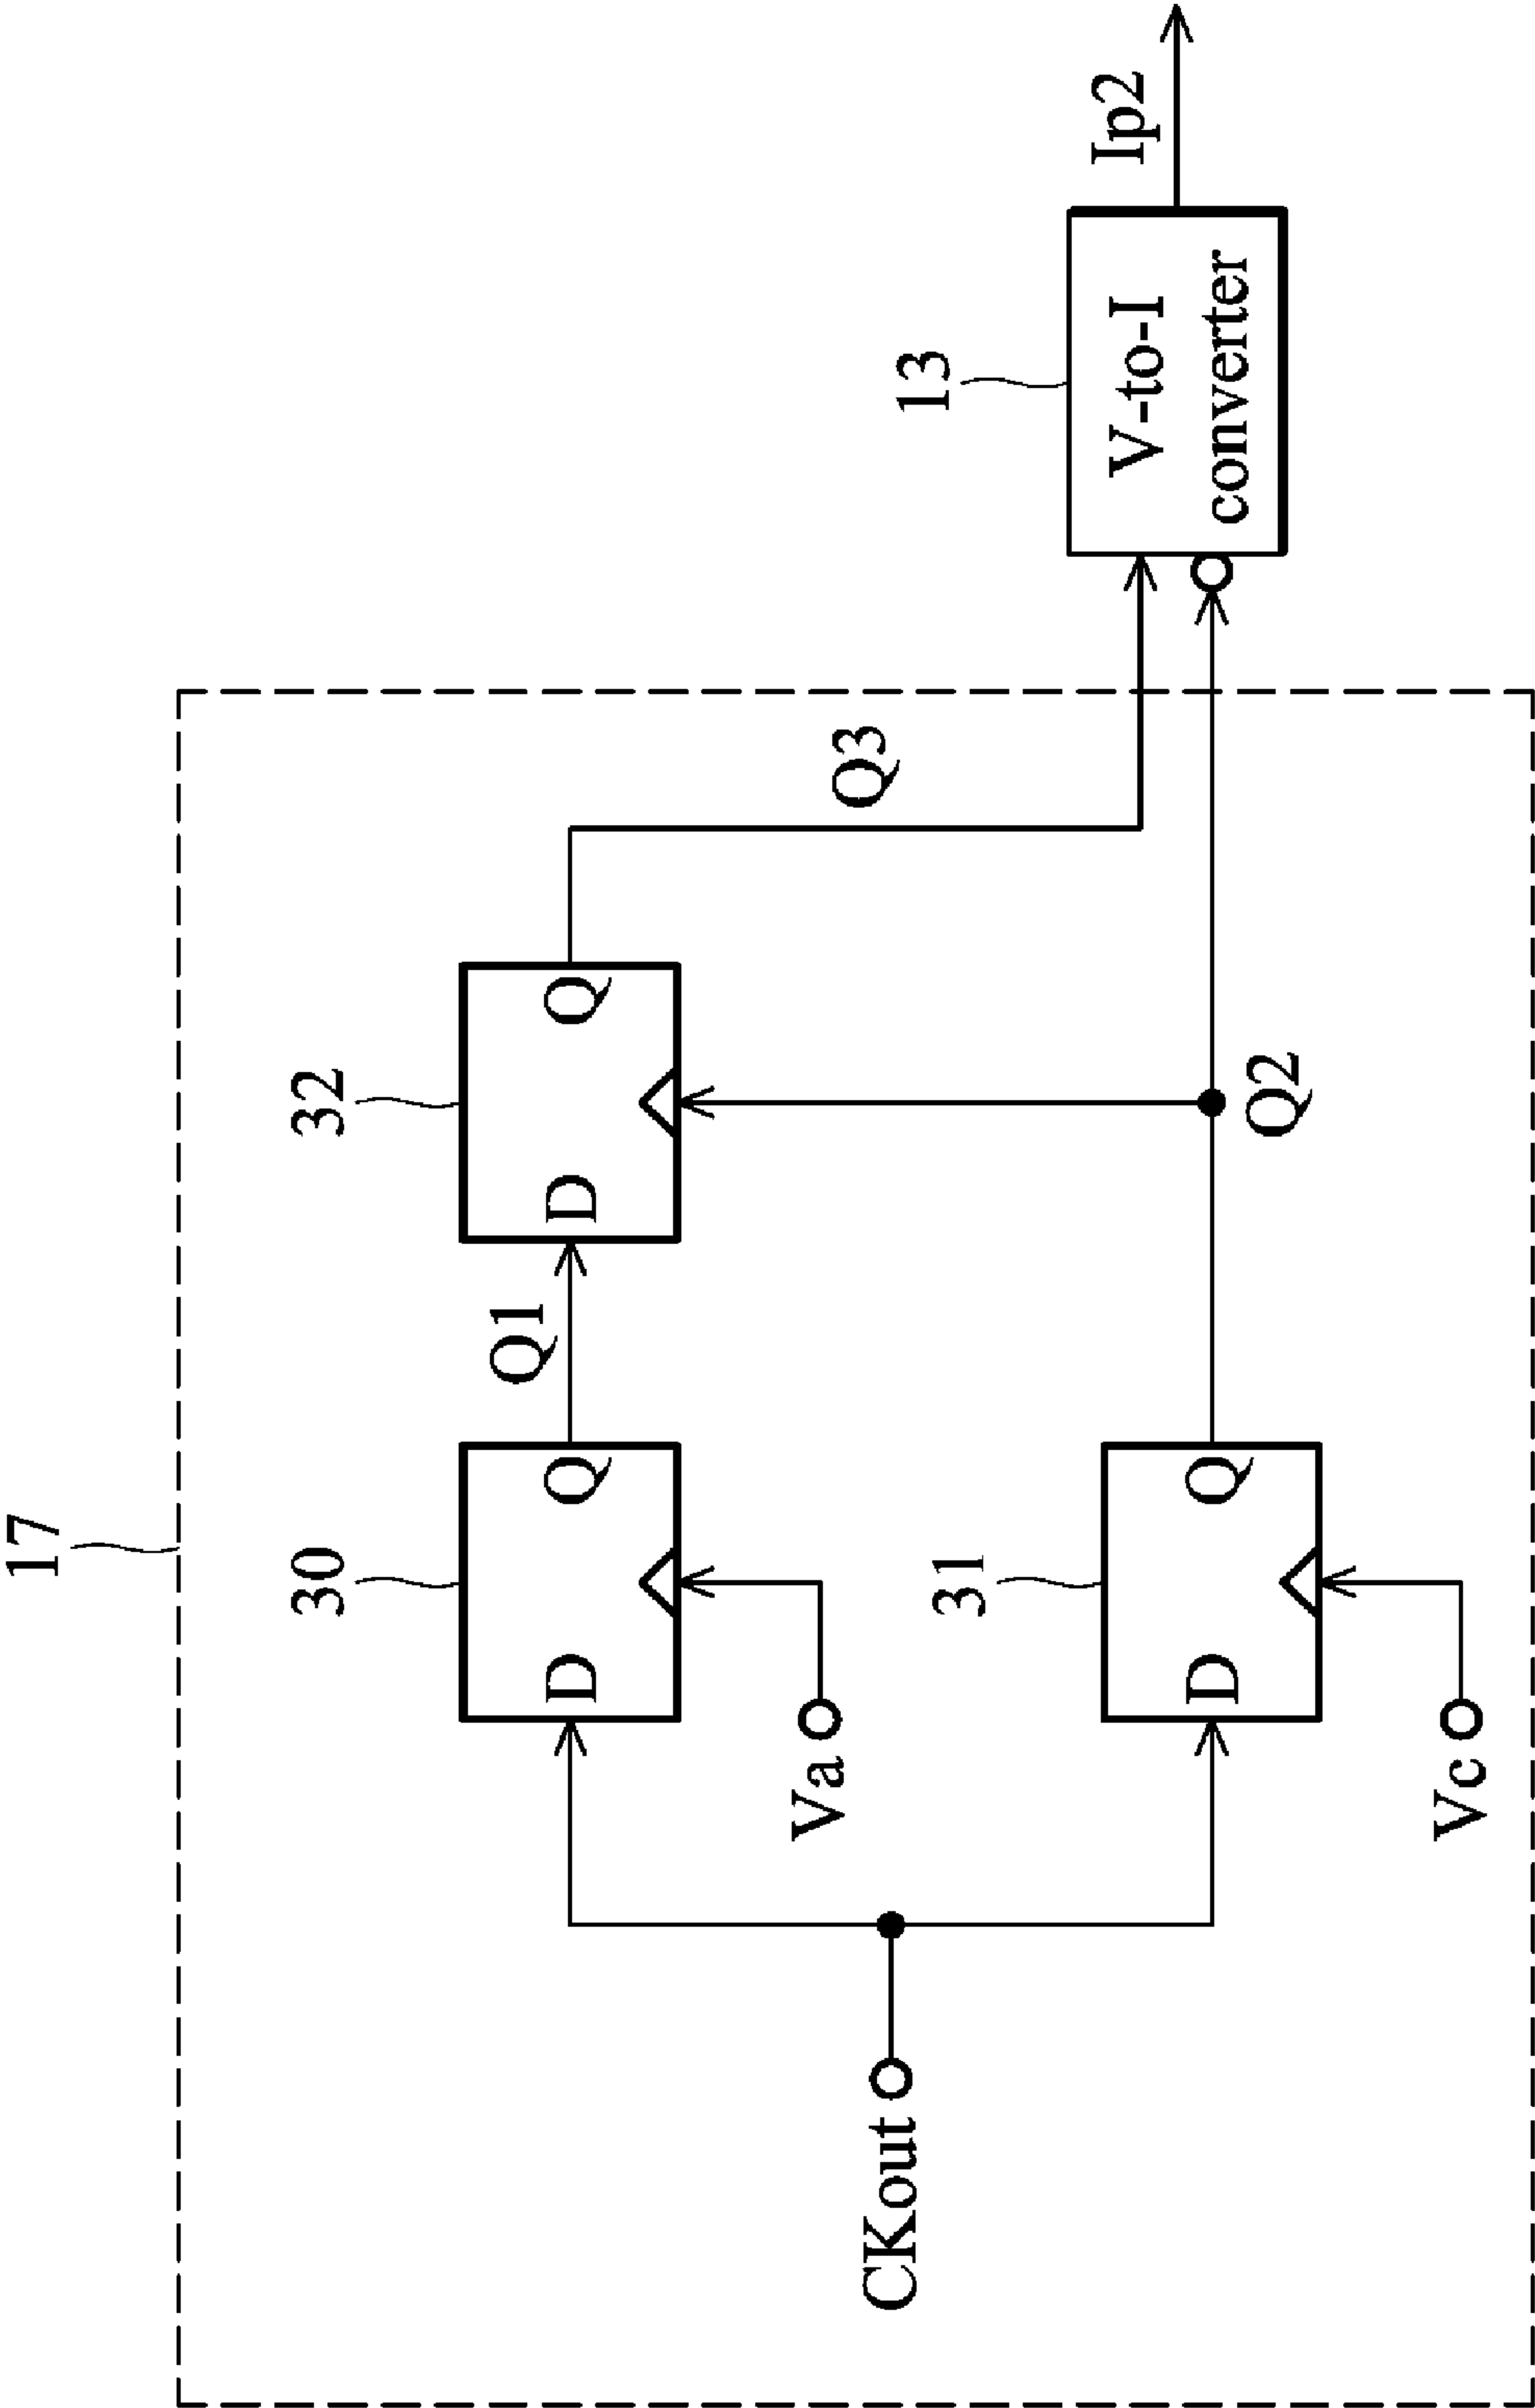 17
30
D
Q
Q1
32
D
Q
Q3
Va
CKout
31
D
Q
Q2
Vc
13
V-to-I
converter
Ip2